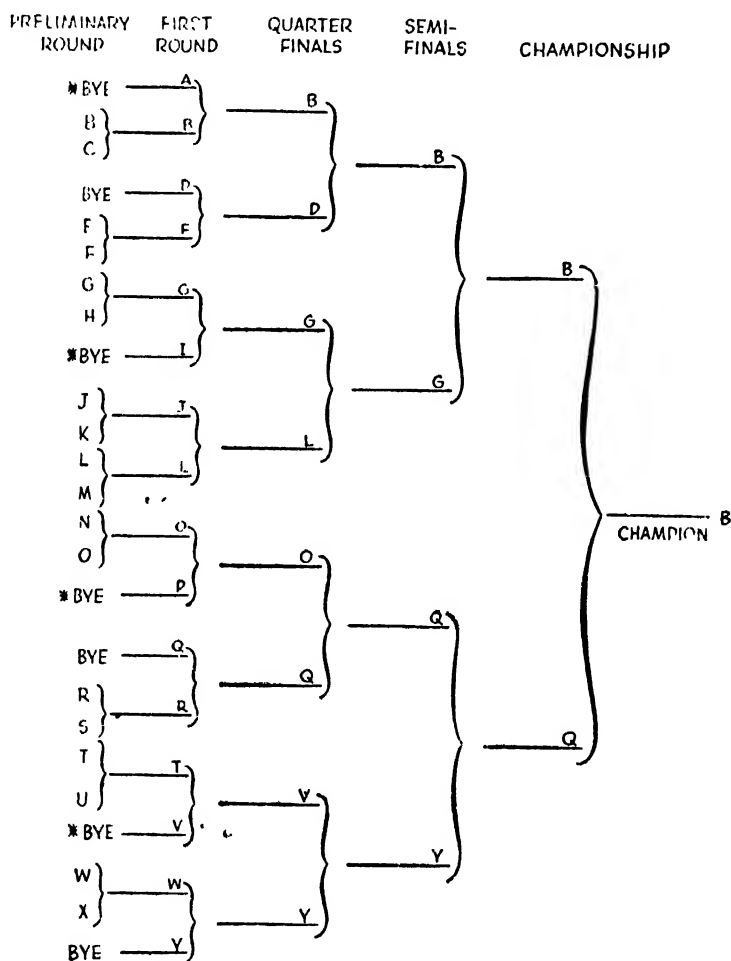 PRELIMINARY ROUND
FIRST ROUND
QUARTER FINALS
SEMI-FINALS
CHAMPIONSHIP
*BYE A
B
B
C
B
B
BYE D
D
E
F
E
B
G
H
G
G
*BYE I
G
J
K
J
L
L
M
L
B
CHAMPION
N
O
O
O
*BYE P
Q
BYE Q
Q
R
S
R
Q
T
U
T
V
*BYE V
Y
W
X
W
Y
BYE Y